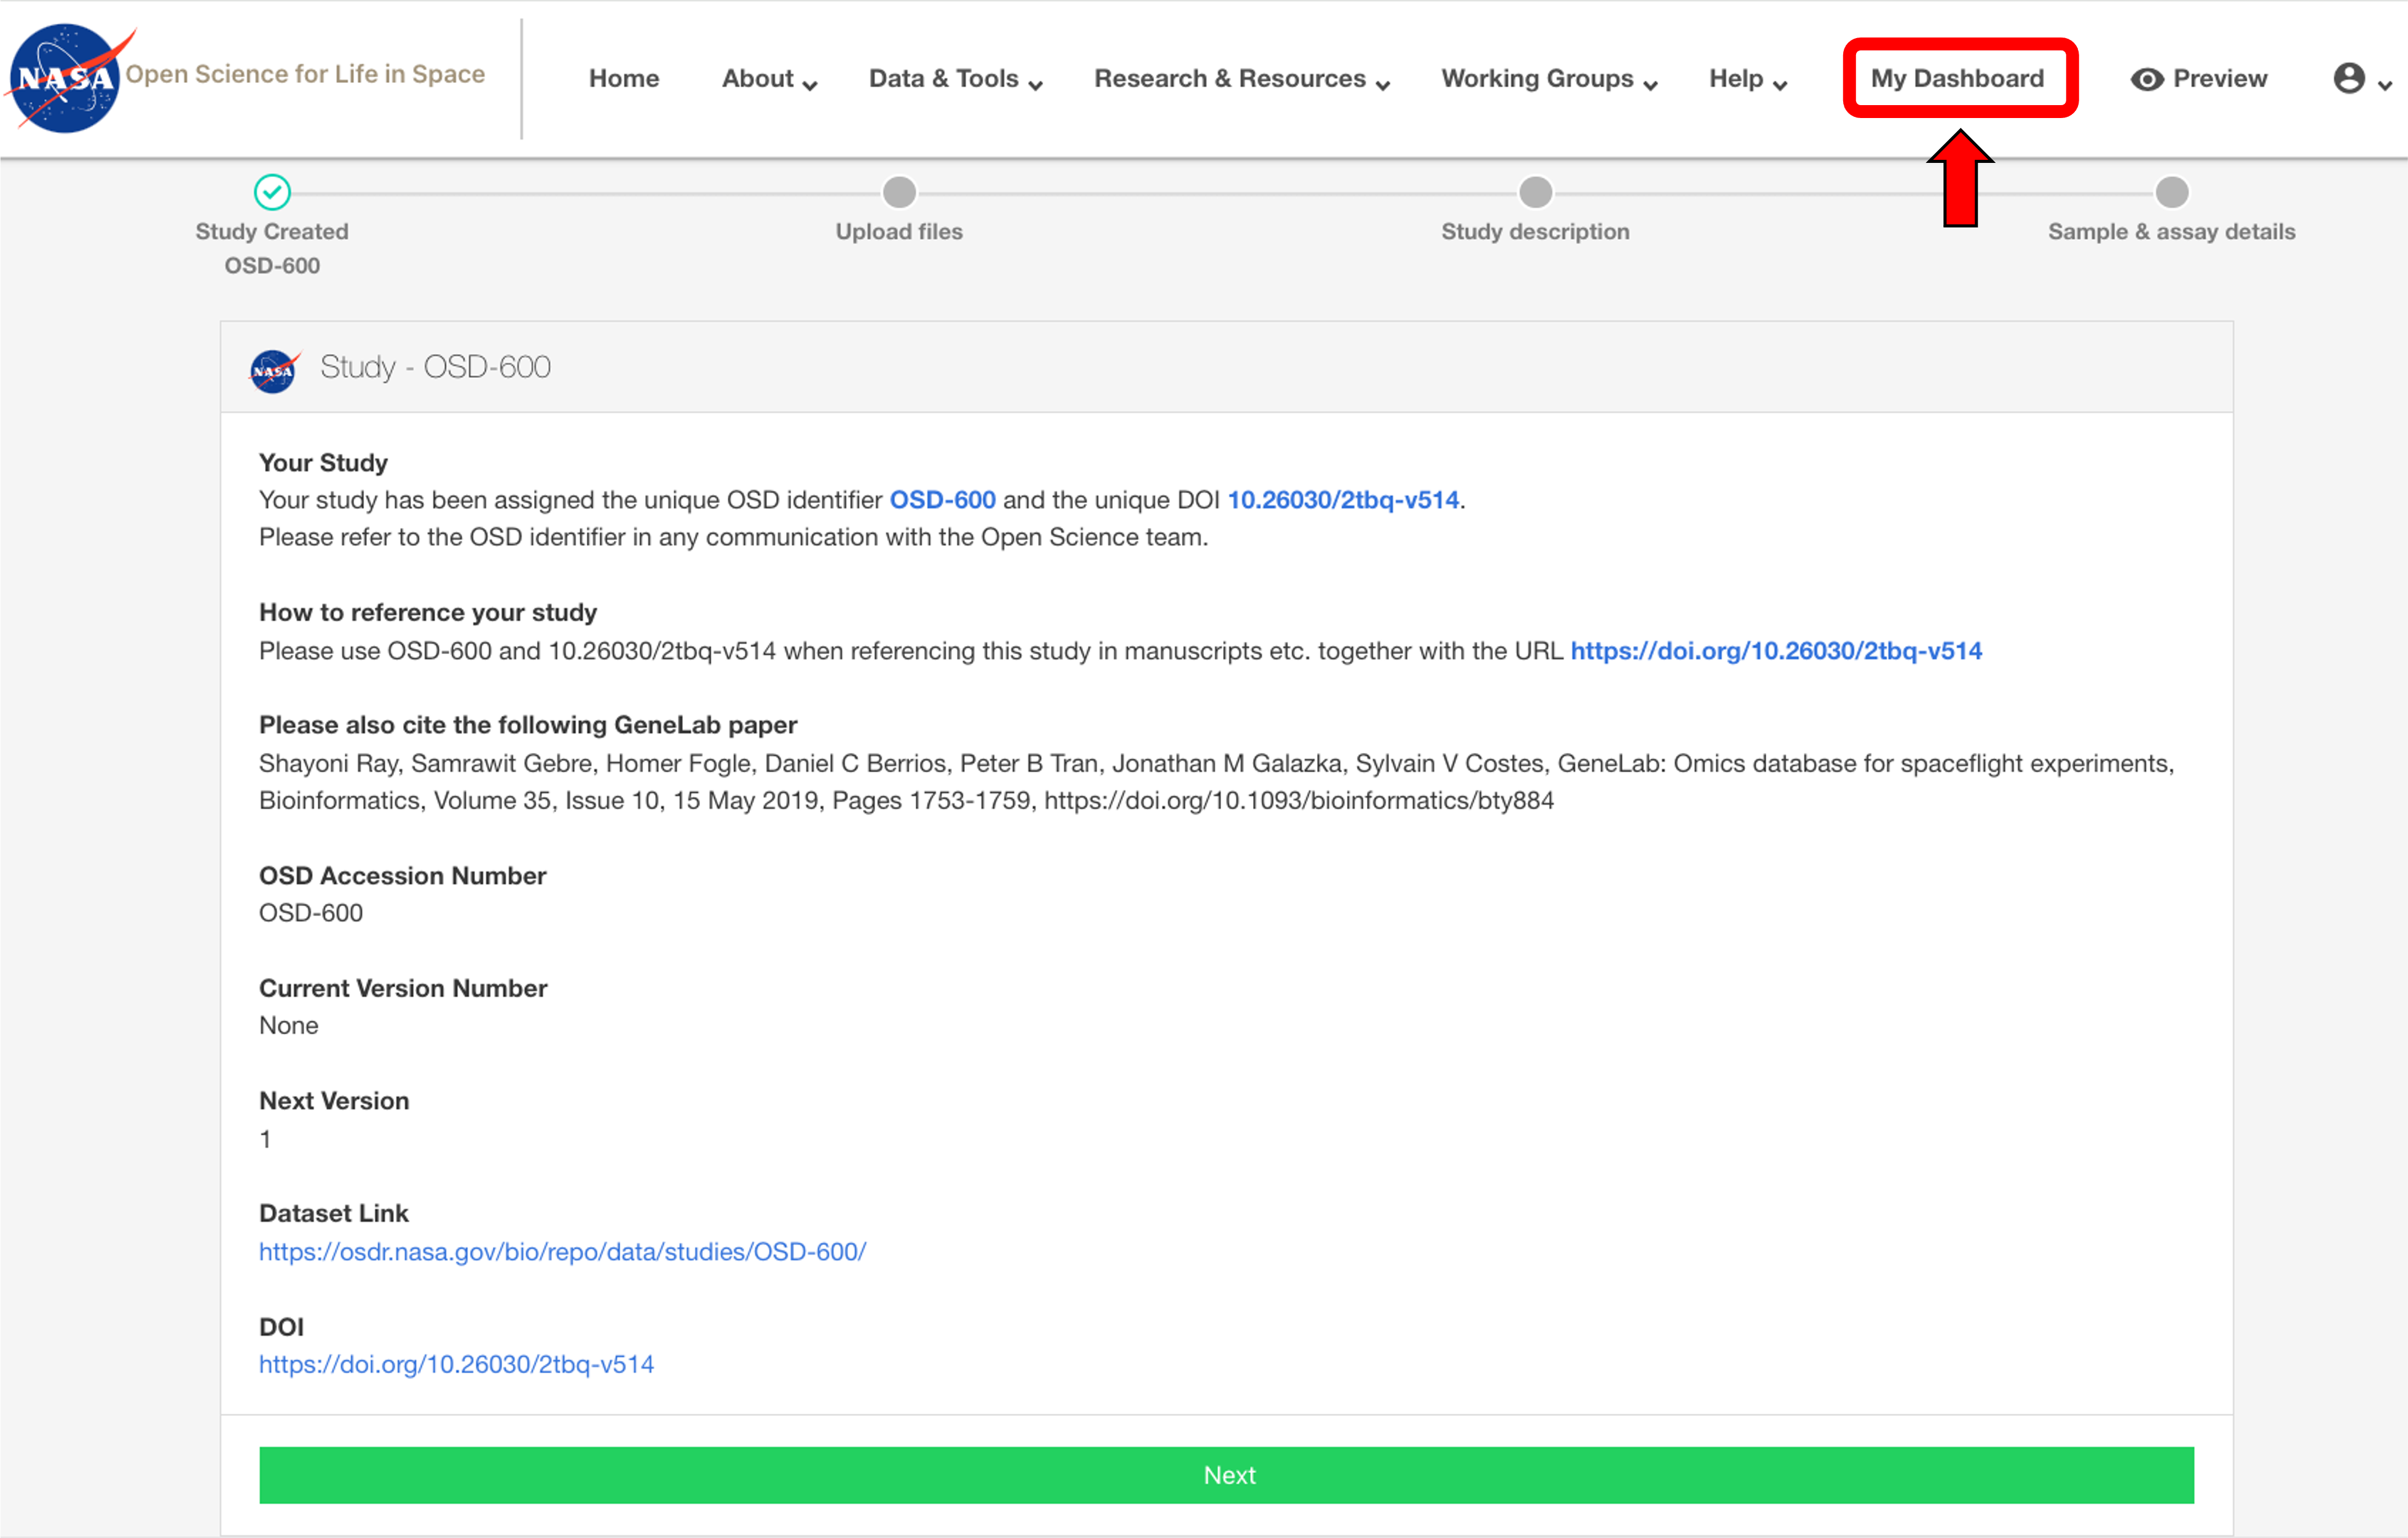 NASA
Open Science for Life in Space
Home
About
Data & Tools
Research & Resources
Working Groups
Help
My Dashboard
Preview
Study Created
OSD-600
Upload files
Study description
Sample & assay details
NASA
Study - OSD-600
Your Study
Your study has been assigned the unique OSD identifier OSD-600 and the unique DOI 10.26030/2tbq-v514.
Please refer to the OSD identifier in any communication with the Open Science team.
How to reference your study
Please use OSD-600 and 10.26030/2tbq-v514 when referencing this study in manuscripts etc. together with the URL https://doi.org/10.26030/2tbq-v514
Please also cite the following GeneLab paper
Shayoni Ray, Samrawit Gebre, Homer Fogle, Daniel C Berrios, Peter B Tran, Jonathan M Galazka, Sylvain V Costes, GeneLab: Omics database for spaceflight experiments,
Bioinformatics, Volume 35, Issue 10, 15 May 2019, Pages 1753-1759, https://doi.org/10.1093/bioinformatics/bty884
OSD Accession Number
OSD-600
Current Version Number
None
Next Version
1
Dataset Link
https://osdr.nasa.gov/bio/repo/data/studies/OSD-600/
DOI
https://doi.org/10.26030/2tbq-v514
Next